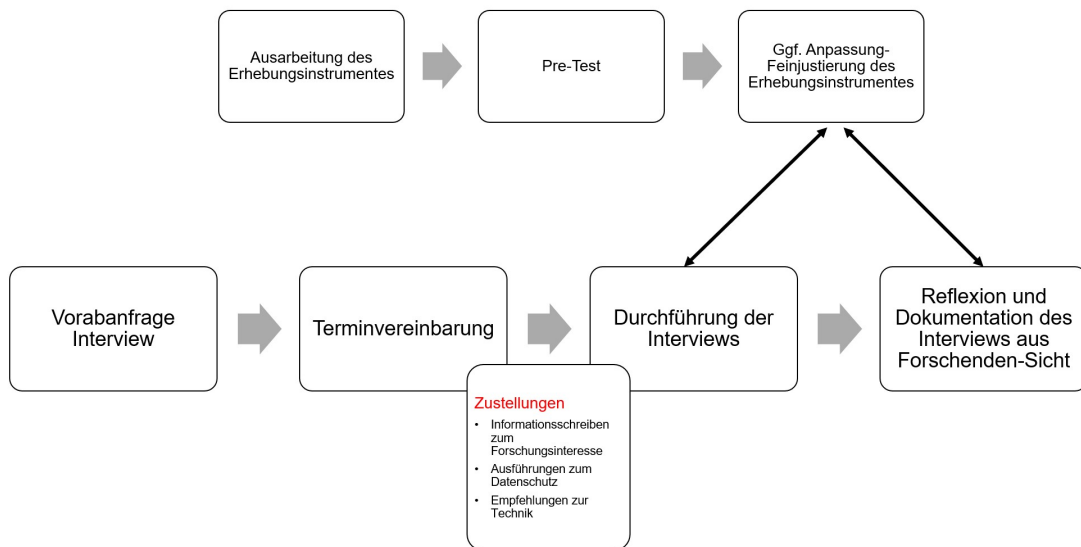 Ausarbeitung des
Erhebungsinstrumentes
Pre-Test
Ggf. Anpassung-
Feinjustierung des
Erhebungsinstrumentes
Vorabanfrage
Interview
Terminvereinbarung
Durchführung der
Interviews
Reflexion und
Dokumentation des
Interviews aus
Forschenden-Sicht
Zustellungen
• Informationsschreiben
zum
Forschungsinteresse
• Ausführungen zum
Datenschutz
• Empfehlungen zur
Technik